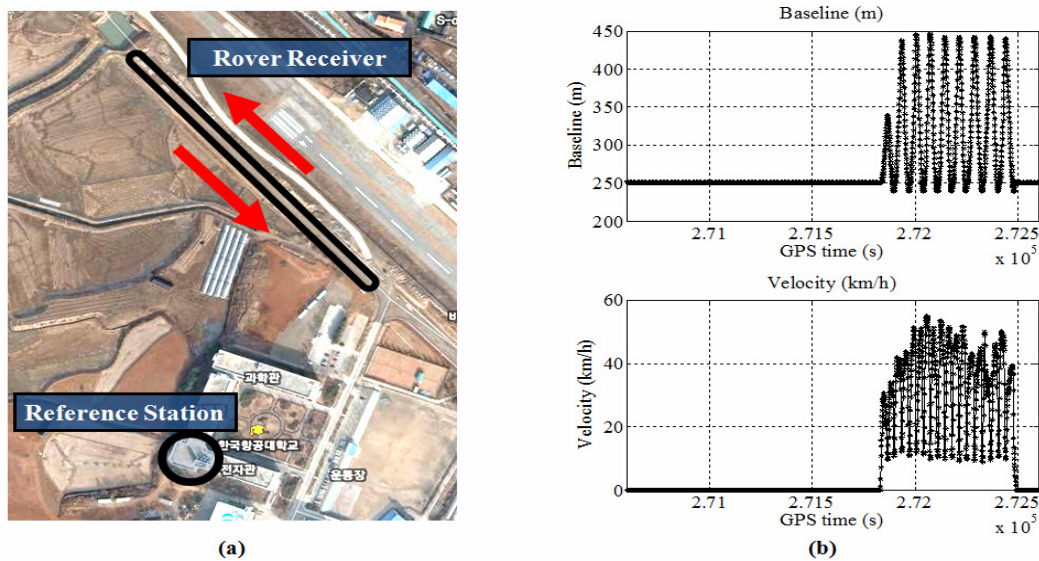 Rover Receiver
과학관
Reference Station
한국항공대학교
전자관
운동장
(a)
Baseline (m)
450
400
350
300
250
200
Baseline (m)
2.71
2.715
2.72
2.725
GPS time (s)
x 10⁵
Velocity (km/h)
60
40
20
0
Velocity (km/h)
2.71
2.715
2.72
2.725
GPS time (s)
x 10⁵
(b)